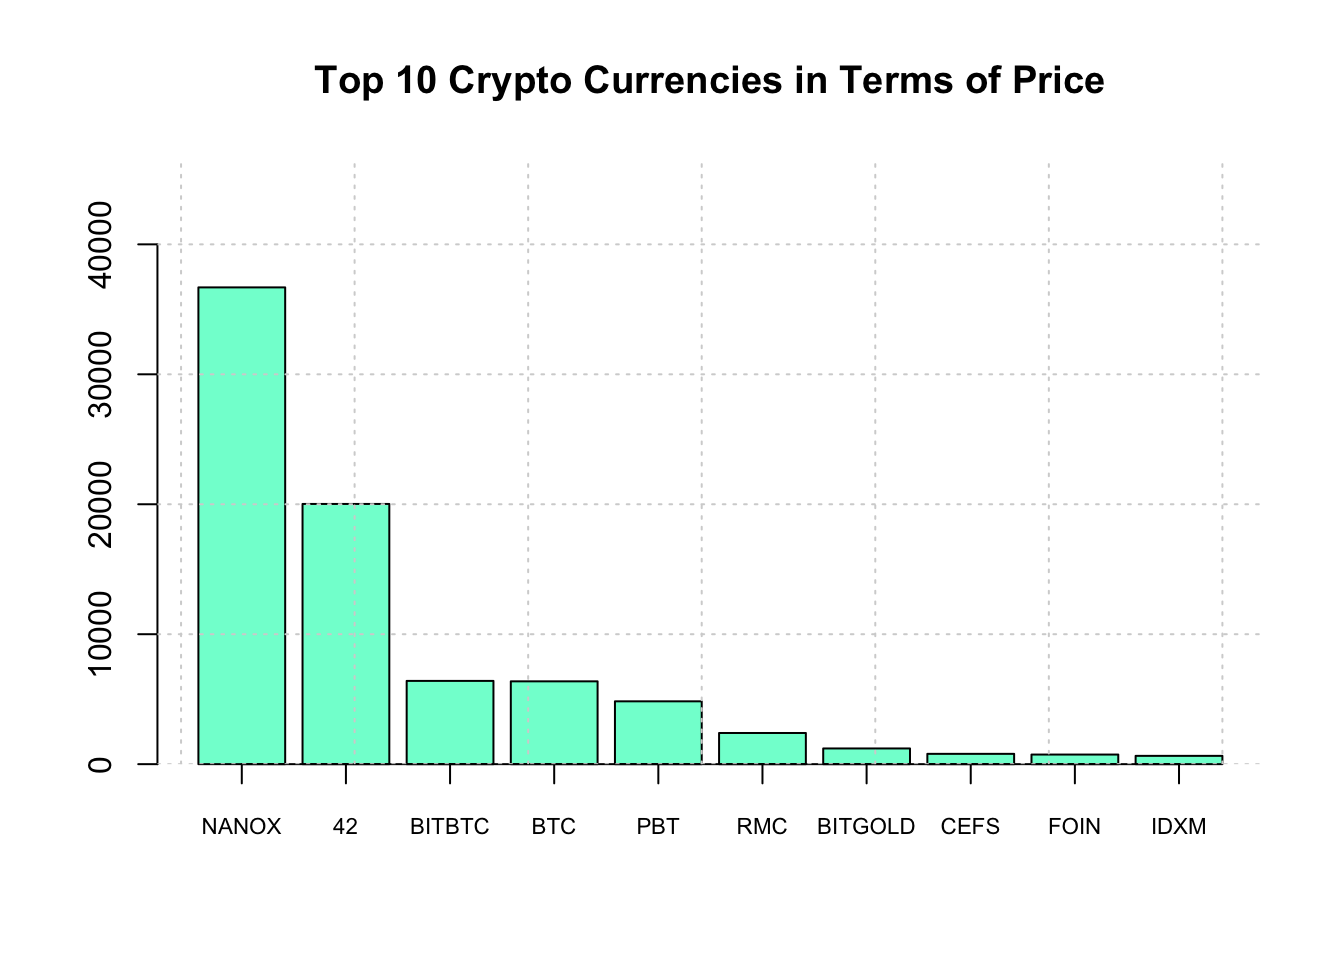 Top 10 Crypto Currencies in Terms of Price
40000
30000
20000
10000
0
NANOX 42 BITBTC BTC PBT RMC BITGOLD CEFS FOIN IDXM